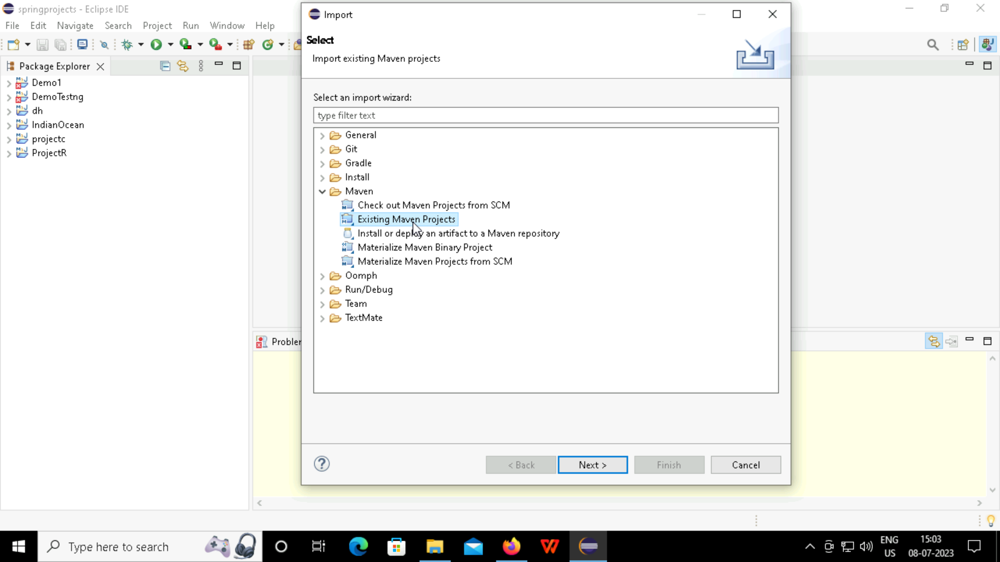 springprojects - Eclipse IDE
File Edit Navigate Search Project Run Window Help
Package Explorer
Demo1
DemoTestng
dh
IndianOcean
projectc
ProjectR
Import
Select
Import existing Maven projects
Select an import wizard:
type filter text
General
Git
Gradle
Install
Maven
Check out Maven Projects from SCM
Existing Maven Projects
Install or deploy an artifact to a Maven repository
Materialize Maven Binary Project
Materialize Maven Projects from SCM
Oomph
Run/Debug
Team
TextMate
Problem
< Back Next > Finish Cancel
Type here to search
ENG
US
15:03
08-07-2023